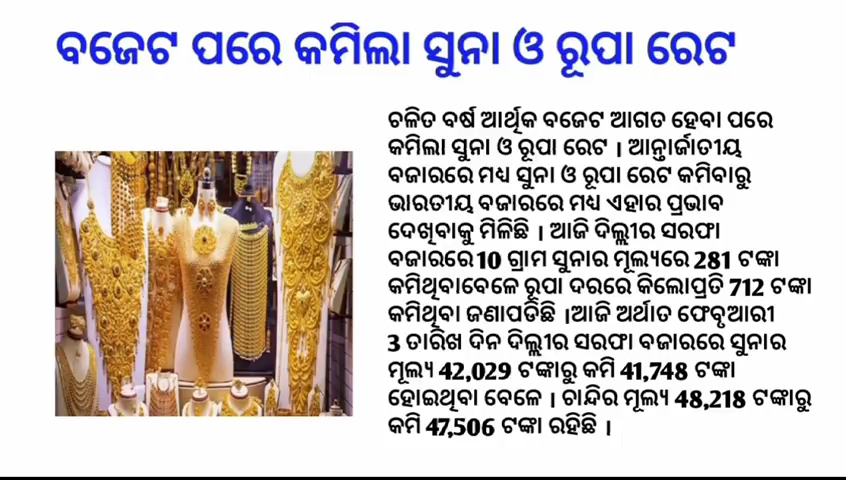 ବଜେଟ ପରେ କମିଲା ସୁନା ଓ ରୂପା ରେଟ
ଚଳିତ ବର୍ଷ ଆର୍ଥିକ ବଜେଟ ଆଗତ ହେବା ପରେ
କମିଲା ସୁନା ଓ ରୂପା ରେଟ । ଆନ୍ତର୍ଜାତୀୟ
ବଜାରରେ ମଧ୍ୟ ସୁନା ଓ ରୂପା ରେଟ କମିବାରୁ
ଭାରତୀୟ ବଜାରରେ ମଧ୍ୟ ଏହାର ପ୍ରଭାବ
ଦେଖିବାକୁ ମିଳିଛି । ଆଜି ଦିଲ୍ଲୀର ସରଫା
ବଜାରରେ 10 ଗ୍ରାମ ସୁନାର ମୂଲ୍ୟରେ 281 ଟଙ୍କା
କମିଥିବାବେଳେ ରୂପା ଦରରେ କିଲୋପ୍ରତି 712 ଟଙ୍କା
କମିଥିବା ଜଣାପଡିଛି ।ଆଜି ଅର୍ଥାତ ଫେବୃଆରୀ
3 ତାରିଖ ଦିନ ଦିଲ୍ଲୀର ସରଫା ବଜାରରେ ସୁନାର
ମୂଲ୍ୟ 42,029 ଟଙ୍କାରୁ କମି 41,748 ଟଙ୍କା
ହୋଇଥିବା ବେଳେ । ଚାନ୍ଦିର ମୂଲ୍ୟ 48,218 ଟଙ୍କାରୁ
କମି 47,506 ଟଙ୍କା ରହିଛି ।